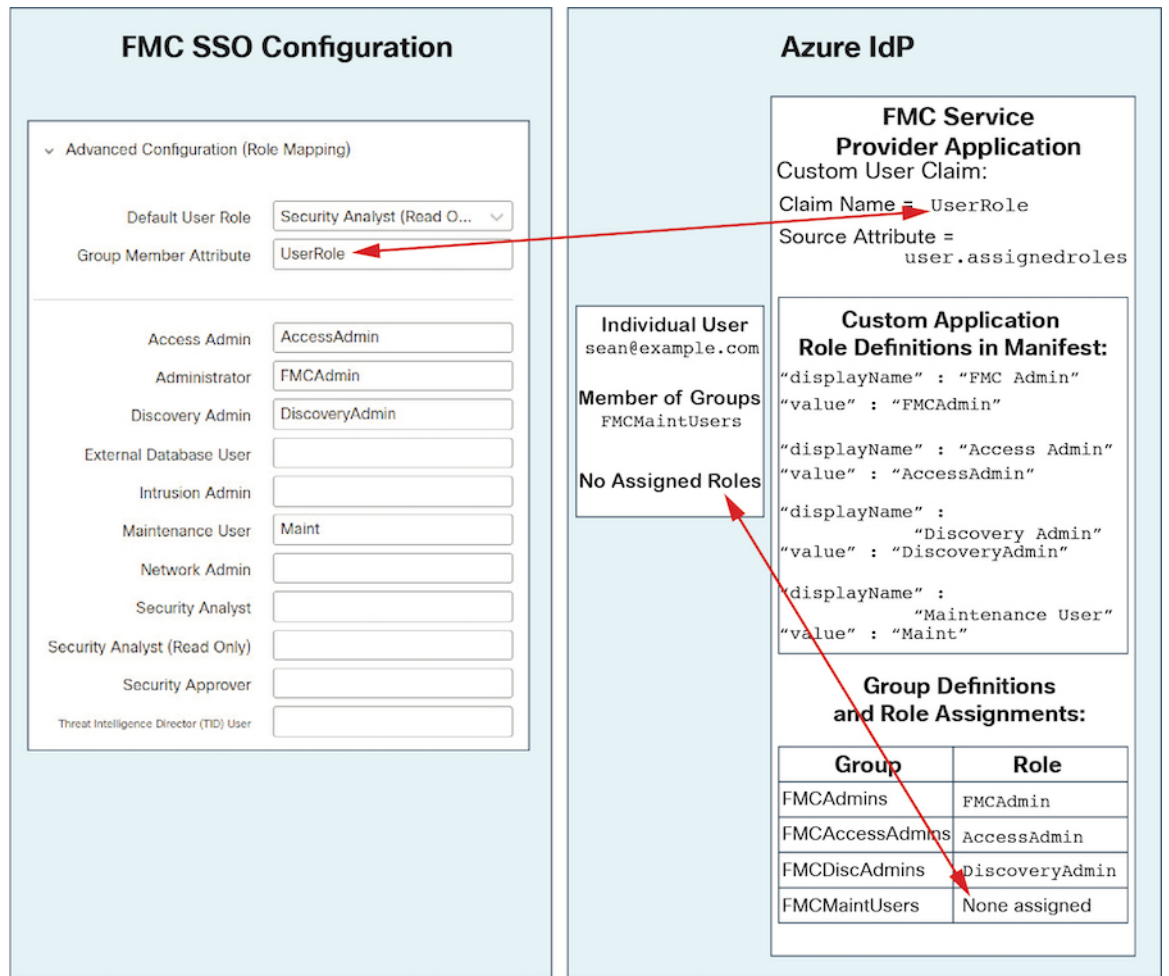 FMC SSO Configuration
Advanced Configuration (Role Mapping)
Default User Role Security Analyst (Read O...
Group Member Attribute UserRole
Access Admin AccessAdmin
Administrator FMCAdmin
Discovery Admin DiscoveryAdmin
External Database User
Intrusion Admin
Maintenance User Maint
Network Admin
Security Analyst
Security Analyst (Read Only)
Security Approver
Threat Intelligence Director (TID) User
Azure IdP
Individual User
sean@example.com
Member of Groups
FMCMaintUsers
No Assigned Roles
FMC Service
Provider Application
Custom User Claim:
Claim Name = UserRole
Source Attribute =
user.assignedroles
Custom Application
Role Definitions in Manifest:
“displayName” : “FMC Admin”
“value” : “FMCAdmin”
“displayName” : “Access Admin”
“value” : “AccessAdmin”
“displayName” :
“Discovery Admin”
“value” : “DiscoveryAdmin”
“displayName” :
“Maintenance User”
“value” : “Maint”
Group Definitions
and Role Assignments:
Group Role
FMCAdmins FMCAdmin
FMCAccessAdmins AccessAdmin
FMCDiscAdmins DiscoveryAdmin
FMCMaintUsers None assigned